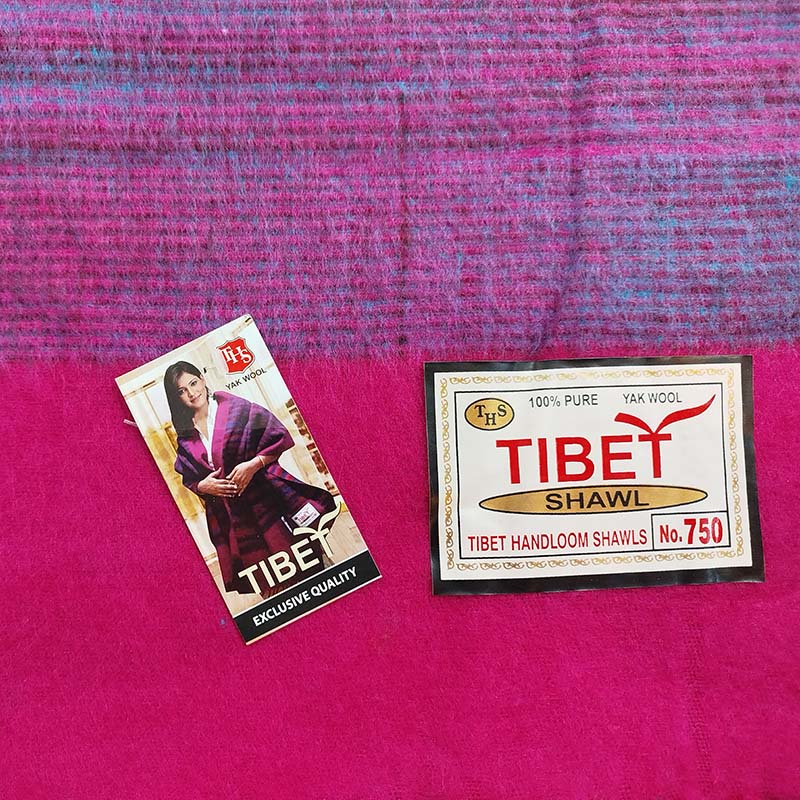 THS
YAK WOOL
TIBET
EXCLUSIVE QUALITY
THS
100% PURE YAK WOOL
TIBET
SHAWL
TIBET HANDLOOM SHAWLS No.750